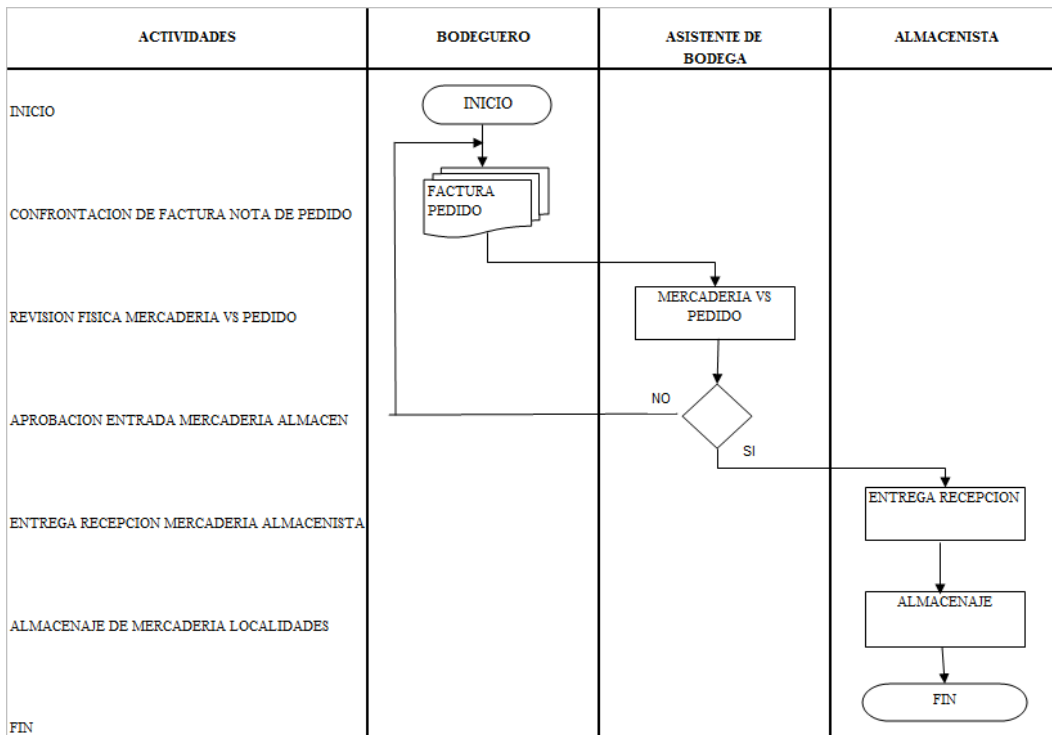 ACTIVIDADES
BODEGUERO
ASISTENTE DE
BODEGA
ALMACENISTA
INICIO
INICIO
CONFRONTACION DE FACTURA NOTA DE PEDIDO
FACTURA
PEDIDO
REVISION FISICA MERCADERIA VS PEDIDO
MERCADERIA VS
PEDIDO
APROBACION ENTRADA MERCADERIA ALMACEN
NO
SI
ENTREGA RECEPCION MERCADERIA ALMACENISTA
ENTREGA RECEPCION
ALMACENAJE DE MERCADERIA LOCALIDADES
ALMACENAJE
FIN
FIN